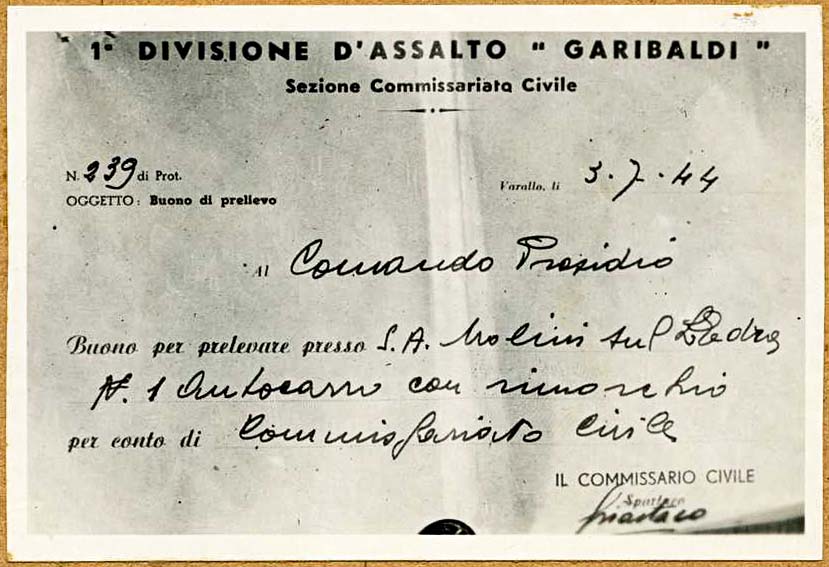 1ª DIVISIONE D'ASSALTO " GARIBALDI "
Sezione Commissariato Civile
N. 239 di Prot.
Varallo, li 3.7.44
OGGETTO: Buono di prelievo
Al Comando Presidio
Buono per prelevare presso S.A. Molini sul Ledra
N. 1 Autocarro con rimorchio
per conto di Commissariato Civile
IL COMMISSARIO CIVILE
Spartaco
Spartaco